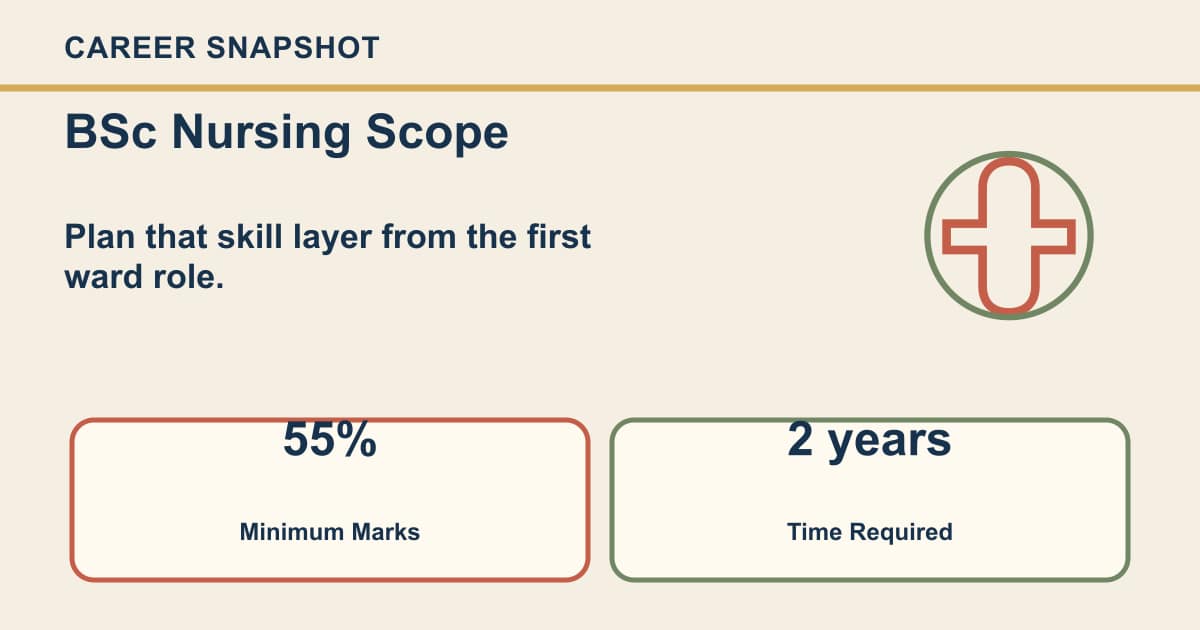 CAREER SNAPSHOT
BSc Nursing Scope
Plan that skill layer from the first
ward role.
55%
Minimum Marks
2 years
Time Required